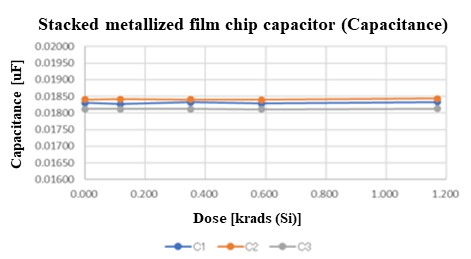 Stacked metallized film chip capacitor (Capacitance)
Capacitance [uF]
0.02000
0.01950
0.01900
0.01850
0.01800
0.01750
0.01700
0.01650
0.01600
0.000 0.200 0.400 0.600 0.800 1.000 1.200
Dose [krads (Si)]
C1 C2 C3